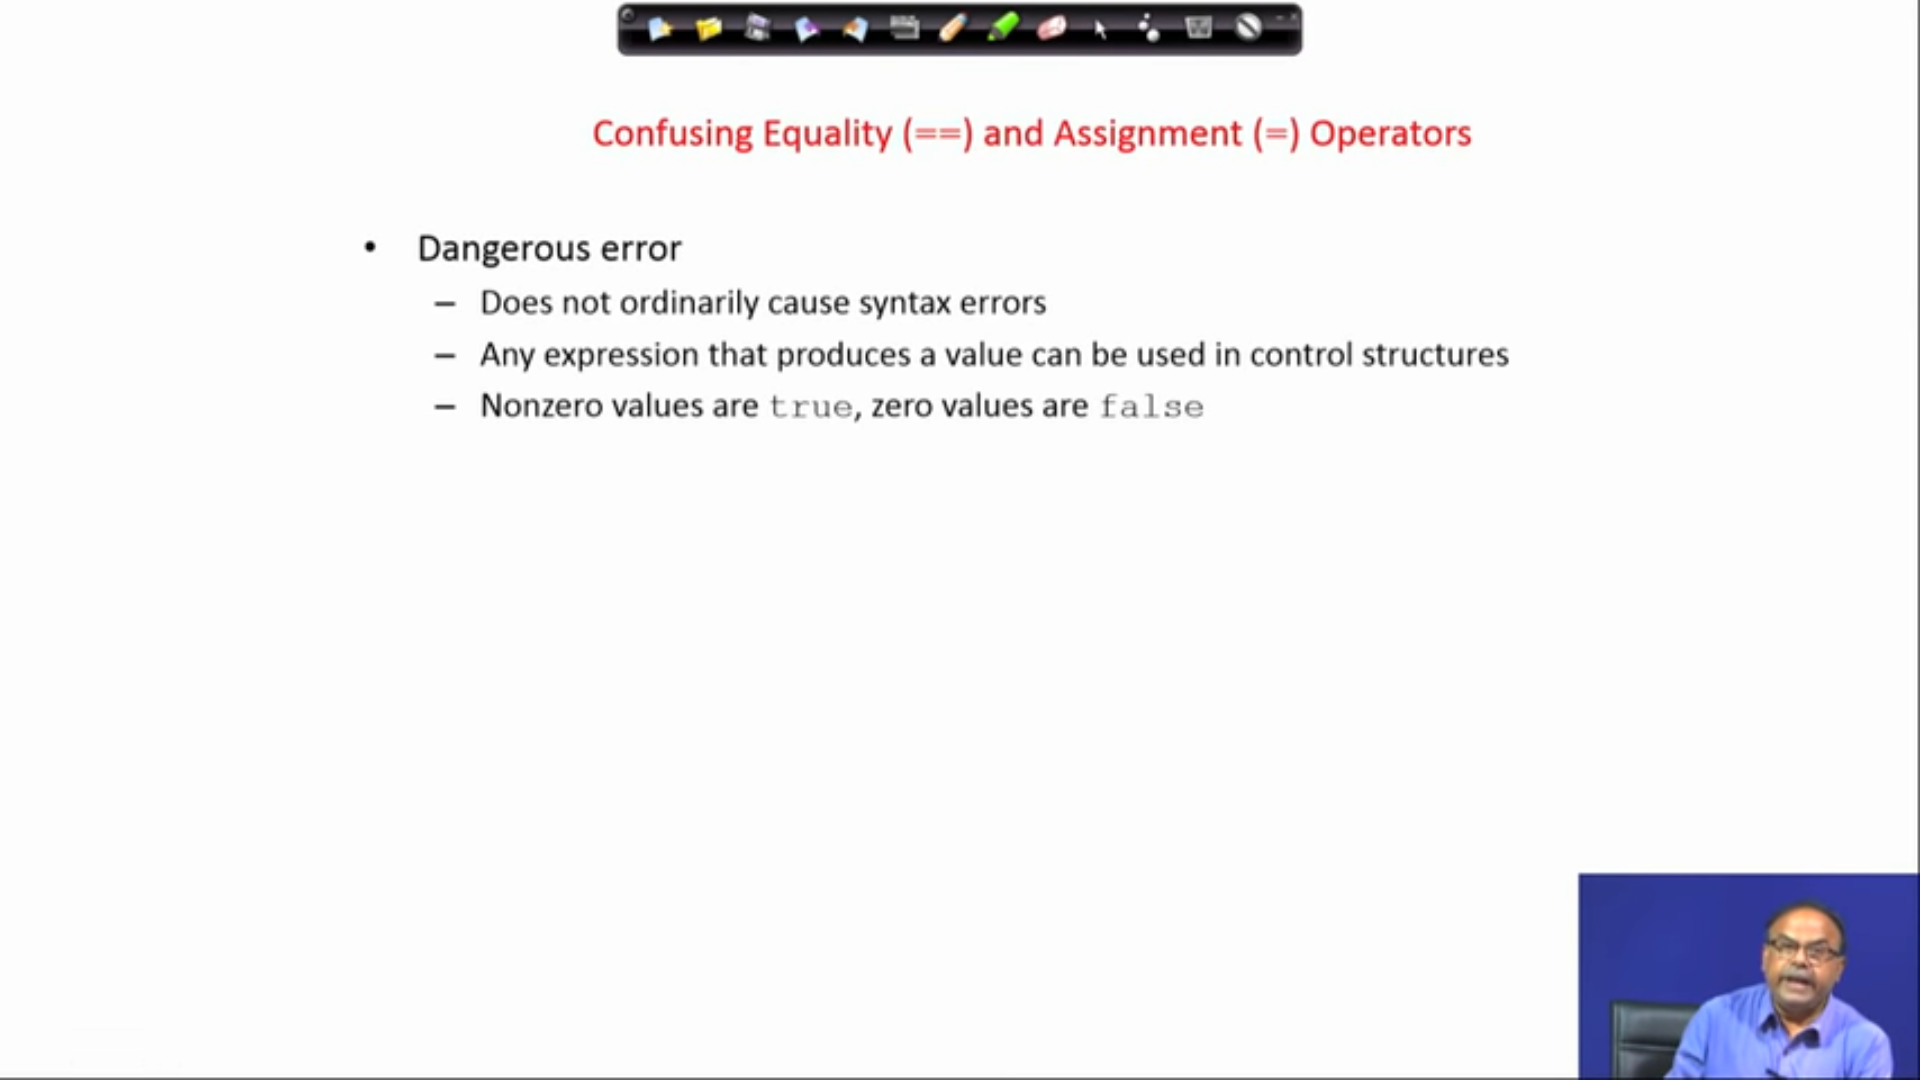 Confusing Equality (==) and Assignment (=) Operators
• Dangerous error
– Does not ordinarily cause syntax errors
– Any expression that produces a value can be used in control structures
– Nonzero values are true, zero values are false